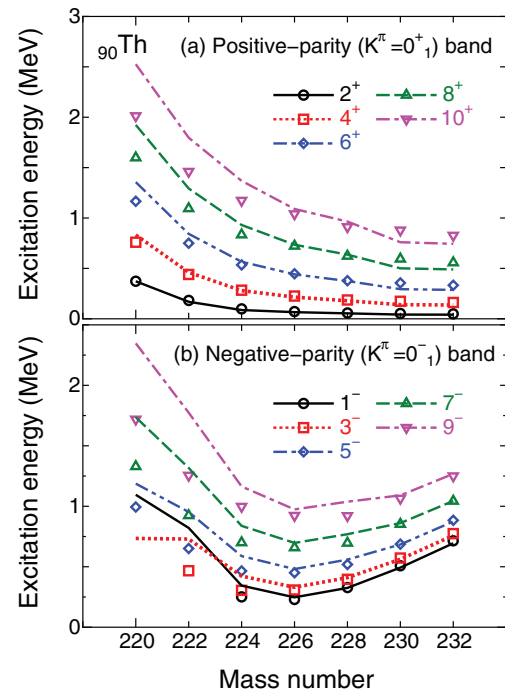 ₉₀Th (a) Positive-parity (K^π=0⁺₁) band
2⁺ 8⁺
4⁺ 10⁺
6⁺
Excitation energy (MeV)
3
2
1
0
(b) Negative-parity (K^π=0⁻₁) band
1⁻ 7⁻
3⁻ 9⁻
5⁻
Excitation energy (MeV)
2
1
0
220 222 224 226 228 230 232
Mass number